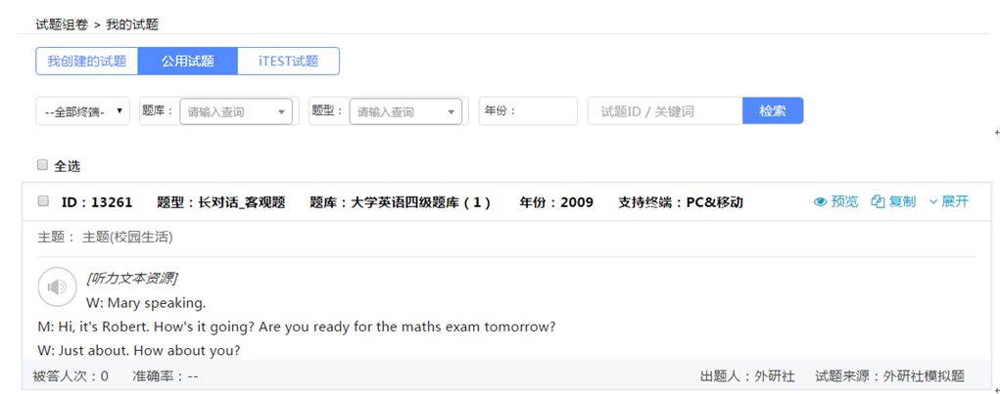 试题组卷 > 我的试题
我创建的试题 公用试题 iTEST试题
--全部终端- 题库： 请输入查询 题型： 请输入查询 年份： 试题ID / 关键词 检索
全选
ID：13261 题型：长对话_客观题 题库：大学英语四级题库（1） 年份：2009 支持终端：PC&移动 预览 复制 展开
主题： 主题(校园生活)
[听力文本资源]
W: Mary speaking.
M: Hi, it's Robert. How's it going? Are you ready for the maths exam tomorrow?
W: Just about. How about you?
被答人次：0 准确率：-- 出题人：外研社 试题来源：外研社模拟题